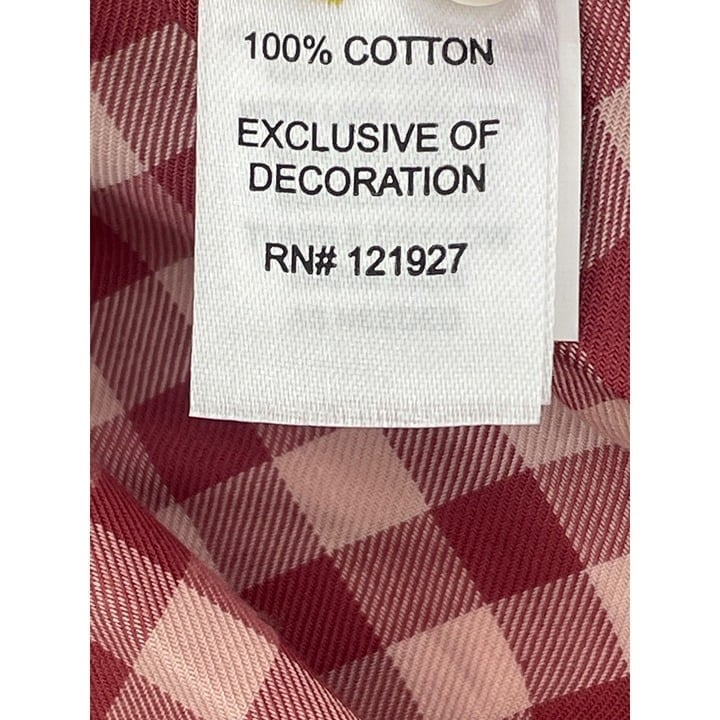 100% COTTON
EXCLUSIVE OF
DECORATION
RN# 121927